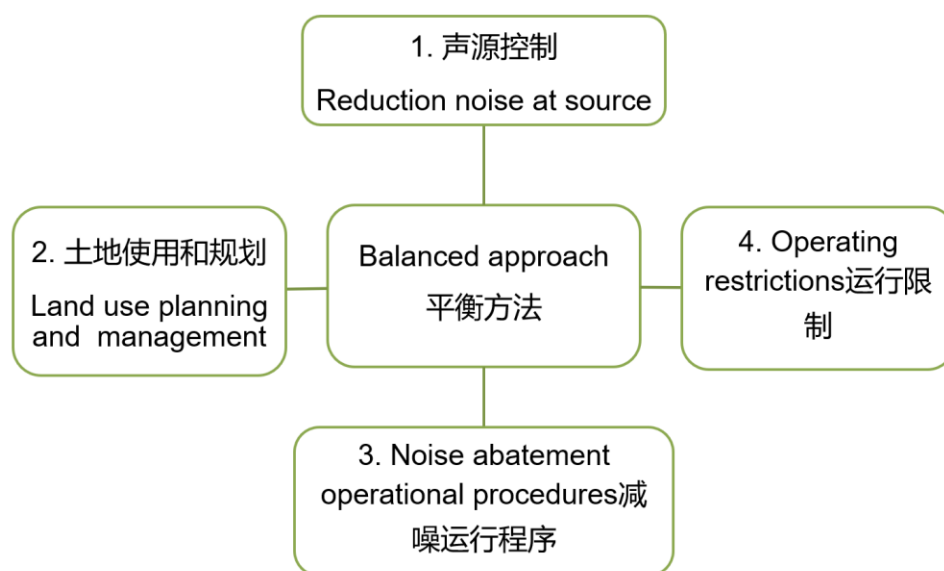 1. 声源控制
Reduction noise at source
2. 土地使用和规划
Land use planning
and management
Balanced approach
平衡方法
4. Operating
restrictions运行限
制
3. Noise abatement
operational procedures减
噪运行程序